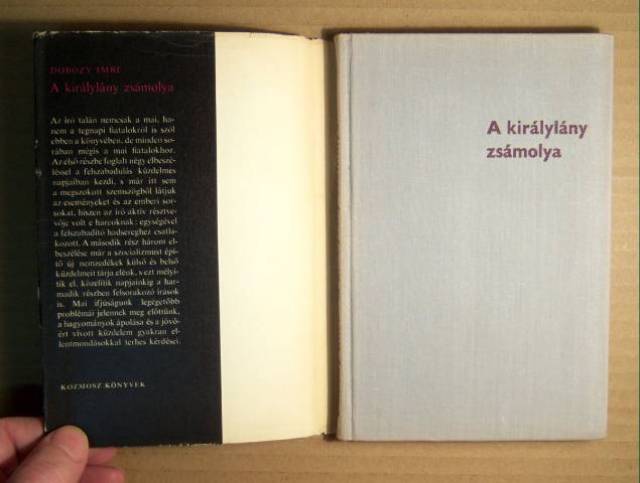 DOBOZY IMRE
A királylány zsámolya
Az író talán nemcsak a mai, ha-
nem a tegnapi fiatalokról is szól
ebben a könyvében, de minden so-
rában mégis a mai fiatalokhoz.
Az első részbe foglalt négy elbeszé-
léssel a felszabadulás küzdelmes
napjaiban kezdi, s már itt sem
a megszokott szemszögből látjuk
az eseményeket és az emberi sor-
sokat, hiszen az író aktív résztve-
vője volt e harcoknak: egységével
a felszabadító hadsereghez csatla-
kozott. A második rész három el-
beszélése már a szocializmust épí-
tő új nemzedékek külső és belső
küzdelmeit tárja elénk, s ezt mélyí-
tik el, közelítik napjainkig a har-
madik részben felsorakozó írások
is. Mai ifjúságunk legégetőbb
problémái jelennek meg előttünk,
a hagyományok ápolása és a jövő-
ért vívott küzdelem gyakran el-
lentmondásokkal terhes kérdései.
KOZMOSZ KÖNYVEK
A királylány
zsámolya